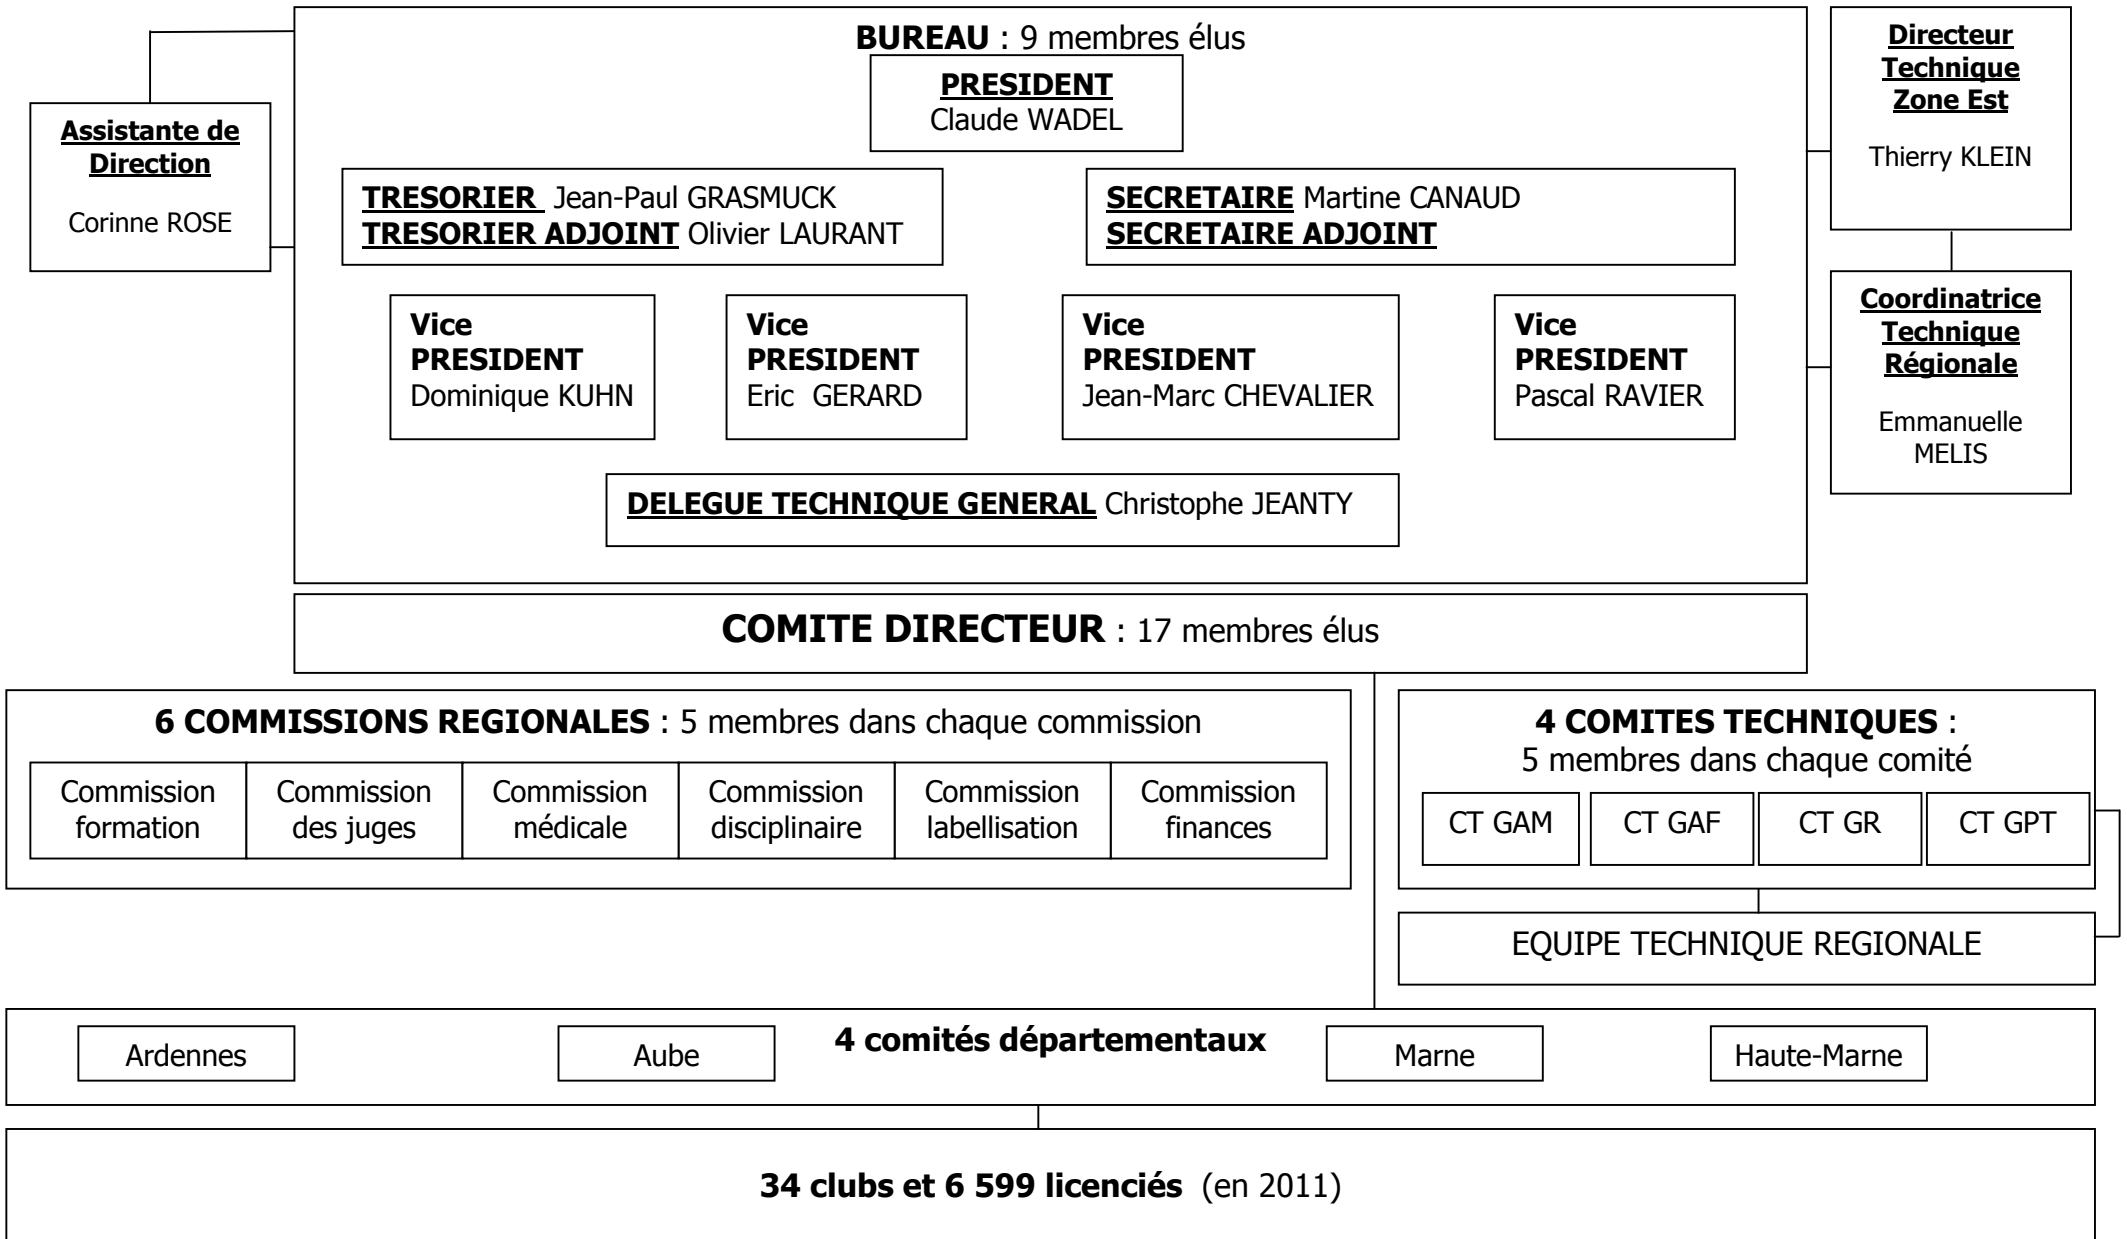 BUREAU : 9 membres élus
PRESIDENT
Claude WADEL
Directeur
Technique
Zone Est
Thierry KLEIN
Assistante de
Direction
Corinne ROSE
TRESORIER Jean-Paul GRASMUCK
TRESORIER ADJOINT Olivier LAURANT
SECRETAIRE Martine CANAUD
SECRETAIRE ADJOINT
Vice
PRESIDENT
Dominique KUHN
Vice
PRESIDENT
Eric GERARD
Vice
PRESIDENT
Jean-Marc CHEVALIER
Vice
PRESIDENT
Pascal RAVIER
Coordinatrice
Technique
Régionale
Emmanuelle
MELIS
DELEGUE TECHNIQUE GENERAL Christophe JEANTY
COMITE DIRECTEUR : 17 membres élus
6 COMMISSIONS REGIONALES : 5 membres dans chaque commission
Commission
formation
Commission
des juges
Commission
médicale
Commission
disciplinaire
Commission
labellisation
Commission
finances
4 COMITES TECHNIQUES :
5 membres dans chaque comité
CT GAM
CT GAF
CT GR
CT GPT
EQUIPE TECHNIQUE REGIONALE
4 comités départementaux
Ardennes
Aube
Marne
Haute-Marne
34 clubs et 6 599 licenciés (en 2011)